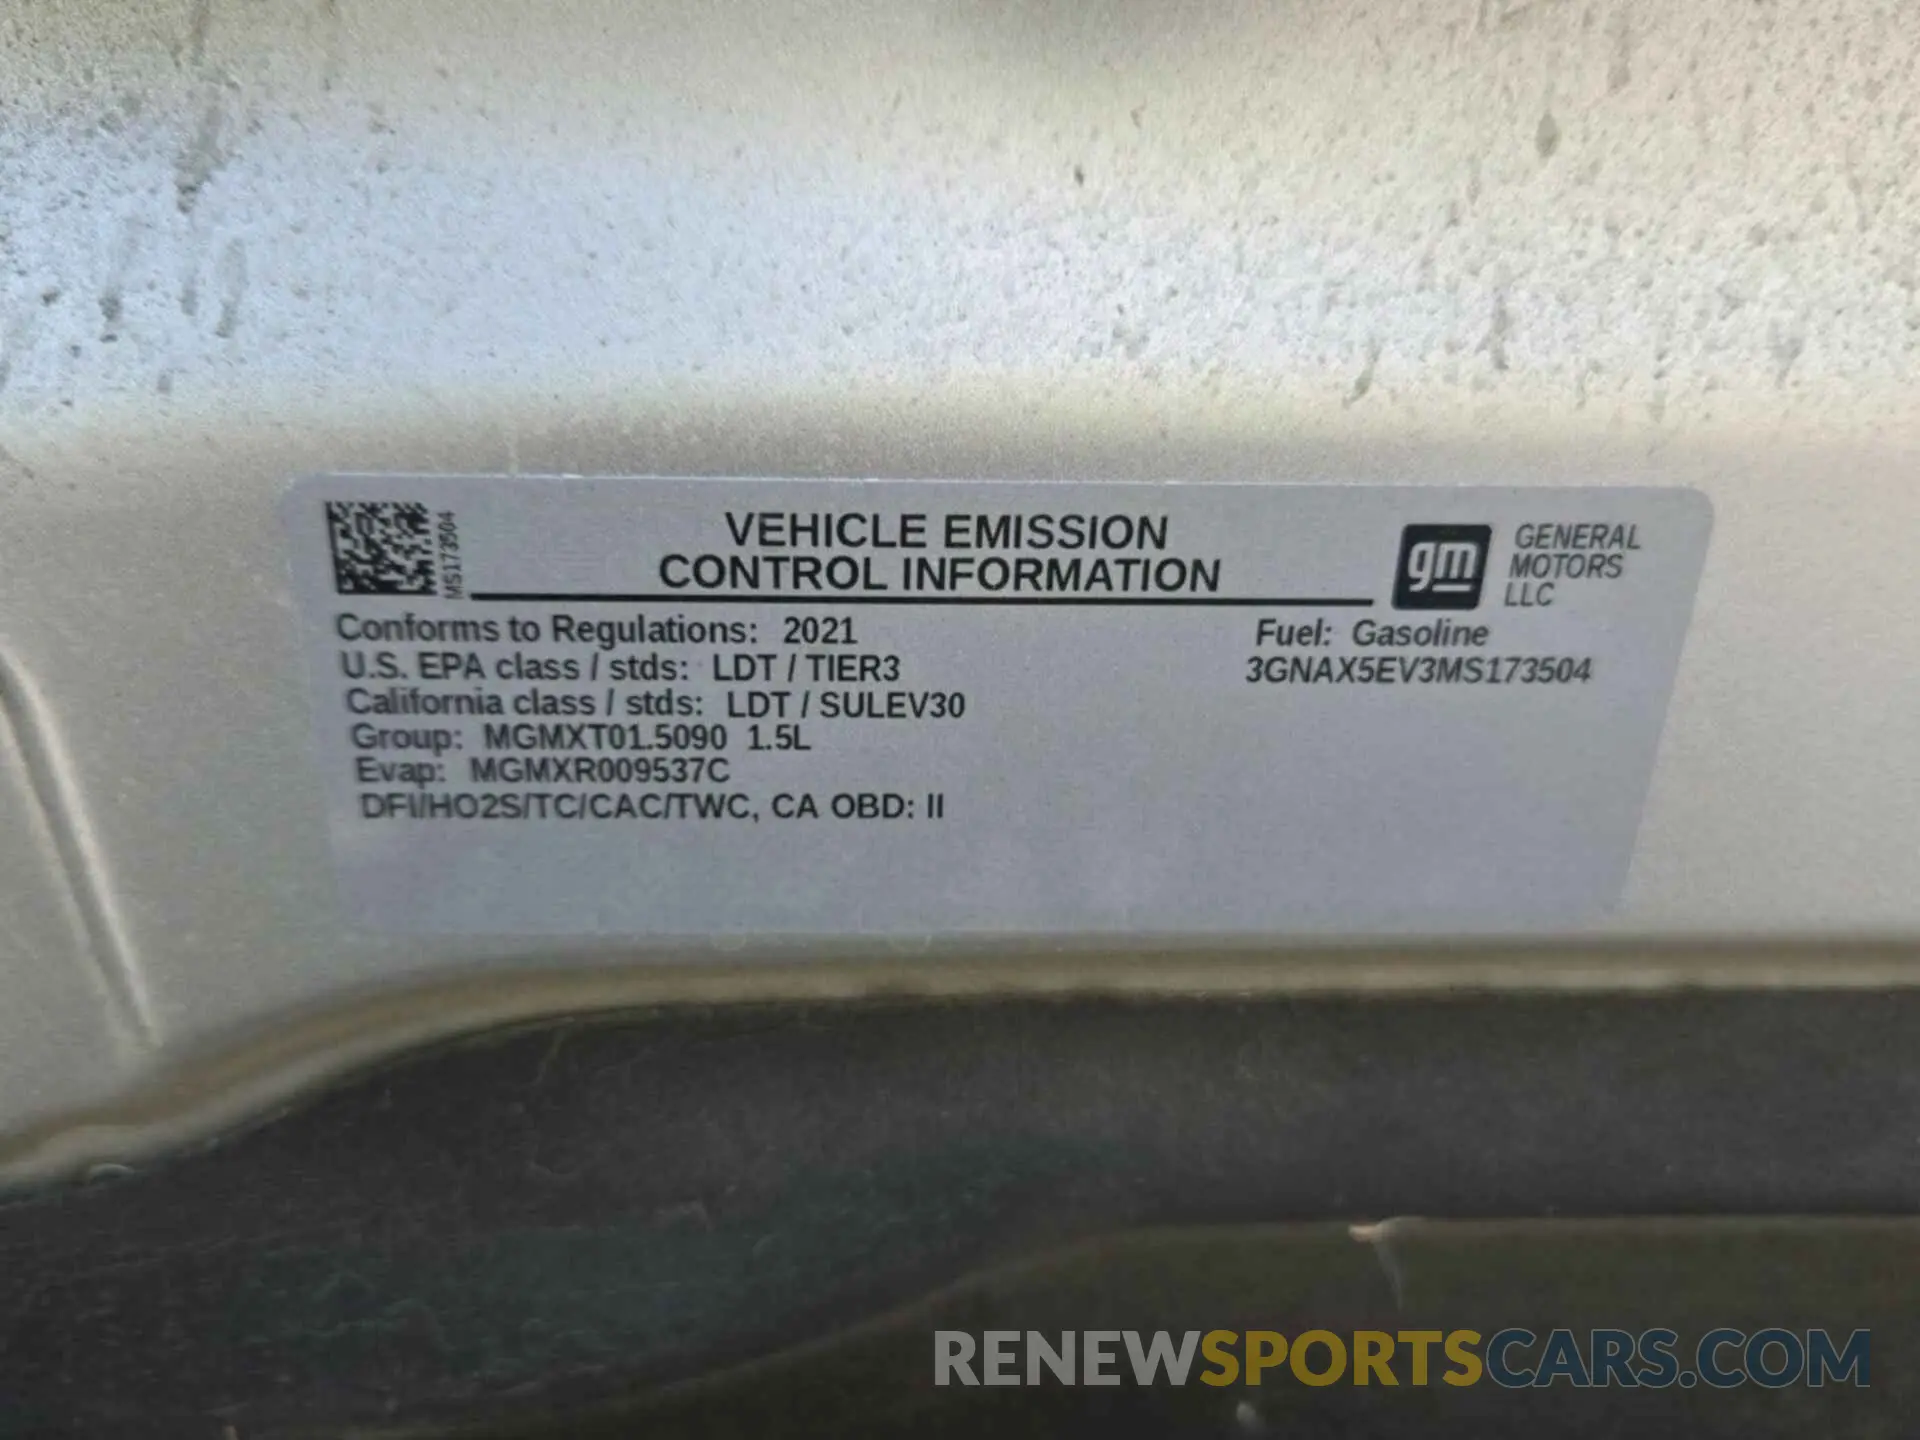 MS173504
VEHICLE EMISSION
CONTROL INFORMATION
gm
GENERAL
MOTORS
LLC
Conforms to Regulations: 2021
Fuel: Gasoline
U.S. EPA class / stds: LDT / TIER3
3GNAX5EV3MS173504
California class / stds: LDT / SULEV30
Group: MGMXT01.5090 1.5L
Evap: MGMXR009537C
DFI/HO2S/TC/CAC/TWC, CA OBD: II
RENEWSPORTSCARS.COM